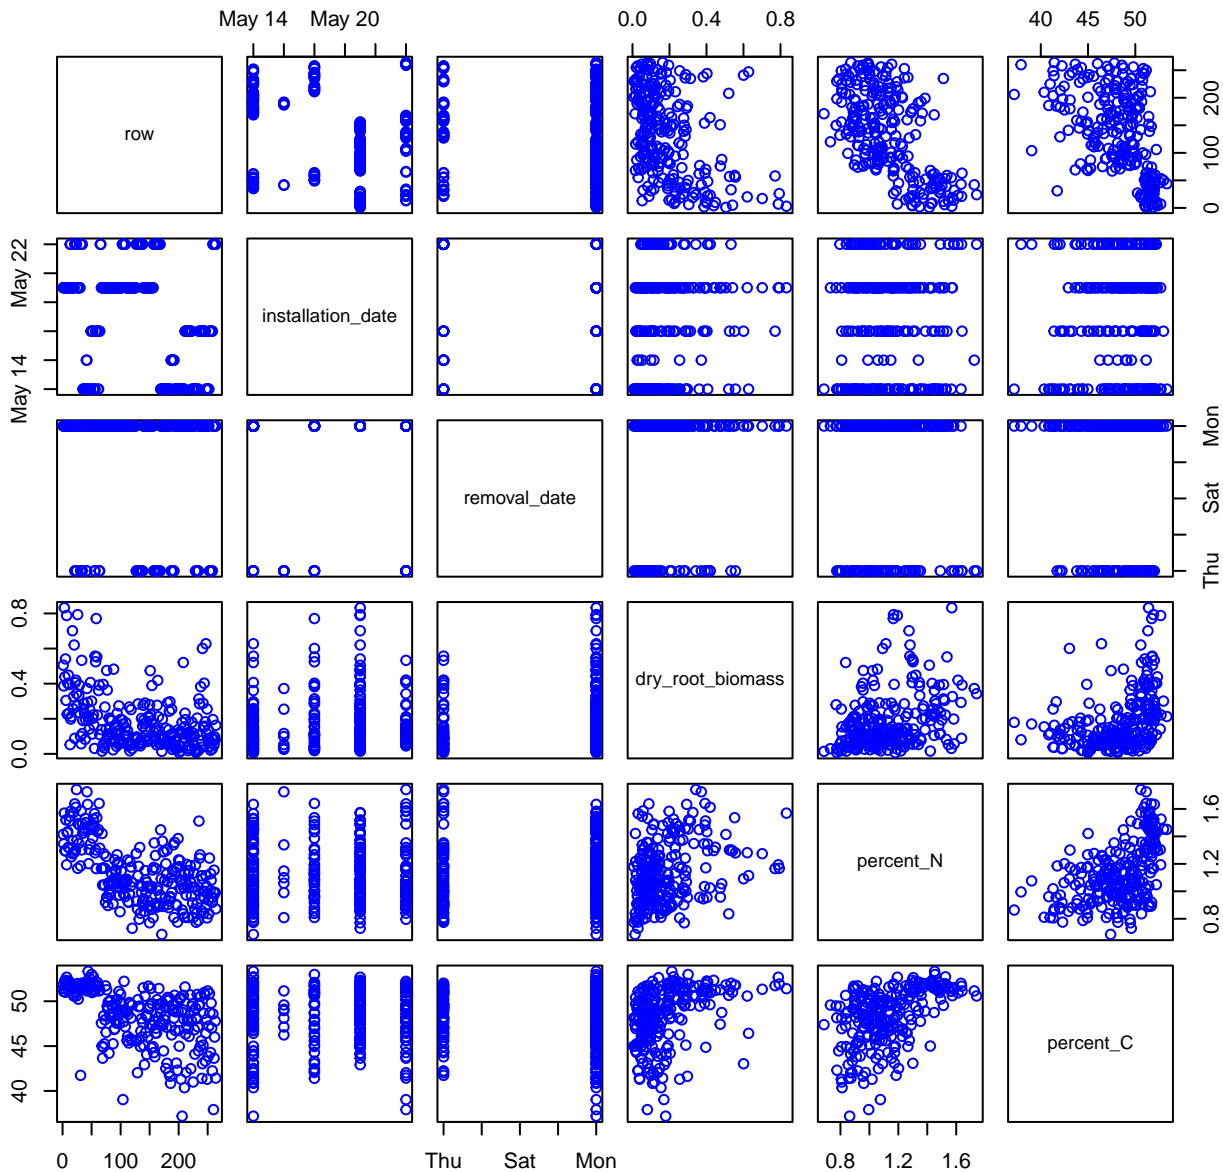 May 14 May 20 0.0 0.4 0.8 40 45 50
row
0 100 200
May 14 May 22
installation_date
removal_date
Thu Sat Mon
0.0 0.4 0.8
dry_root_biomass
percent_N
0.8 1.2 1.6
40 45 50
percent_C
0 100 200 Thu Sat Mon 0.8 1.2 1.6